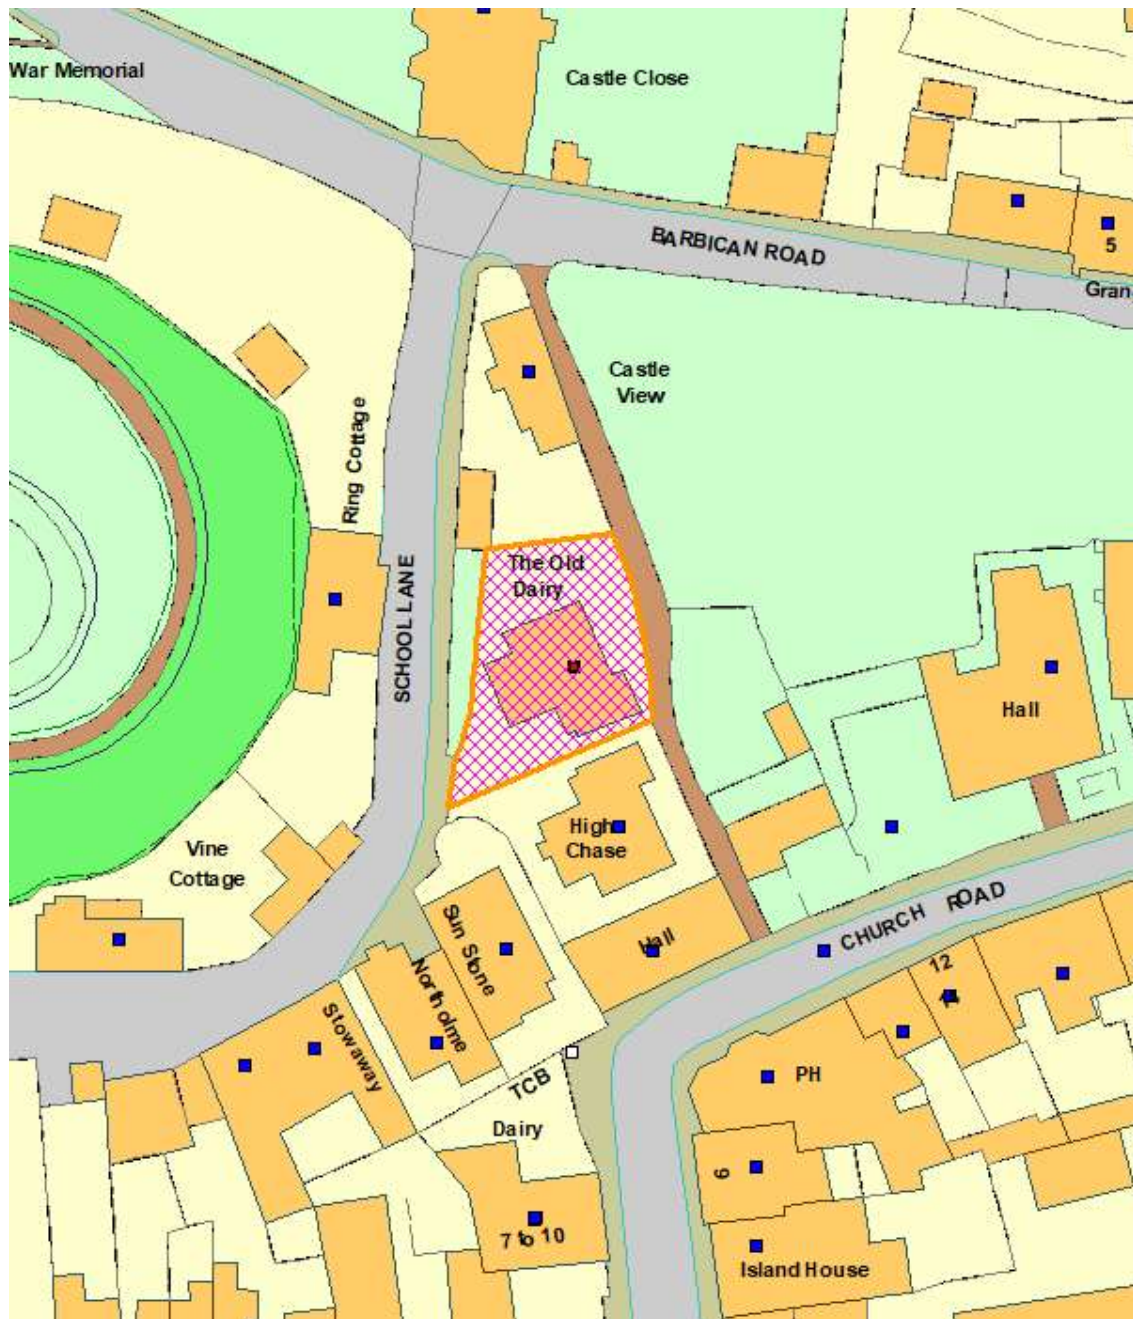 War Memorial
Castle Close
BARBICAN ROAD
5
Gran
Castle
View
Ring Cottage
The Old
Dairy
SCHOOL LANE
Hall
High
Chase
Vine
Cottage
CHURCH ROAD
Sun Stone
Hall
Northolme
12
Stowaway
PH
TCB
Dairy
6
7 to 10
Island House